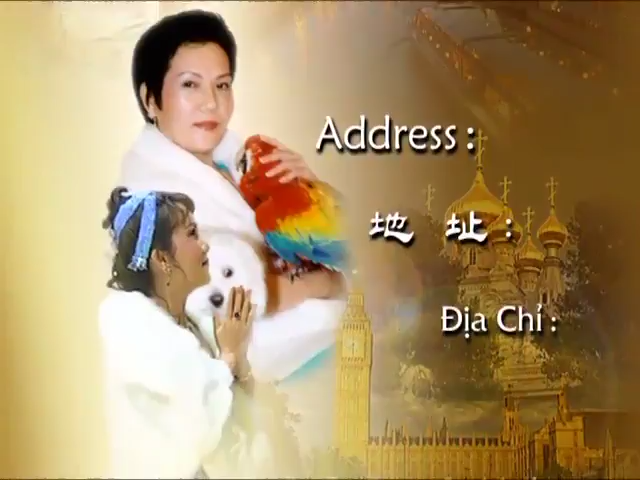 Address:
地 址:
Địa Chỉ: